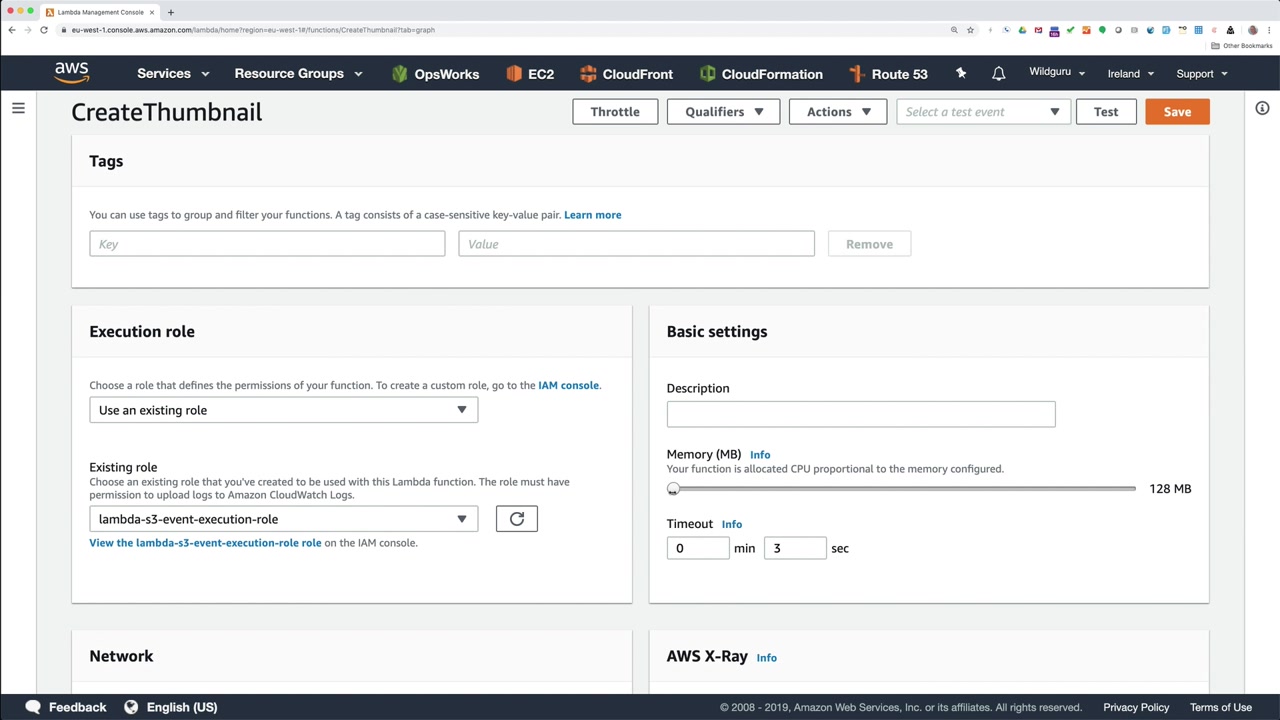 Lambda Management Console
eu-west-1.console.aws.amazon.com/lambda/home?region=eu-west-1#/functions/CreateThumbnail?tab=graph
Other Bookmarks
aws
Services
Resource Groups
OpsWorks
EC2
CloudFront
CloudFormation
Route 53
Wildguru
Ireland
Support
CreateThumbnail
Throttle
Qualifiers
Actions
Select a test event
Test
Save
Tags
You can use tags to group and filter your functions. A tag consists of a case-sensitive key-value pair. Learn more
Key
Value
Remove
Execution role
Choose a role that defines the permissions of your function. To create a custom role, go to the IAM console.
Use an existing role
Existing role
Choose an existing role that you've created to be used with this Lambda function. The role must have
permission to upload logs to Amazon CloudWatch Logs.
lambda-s3-event-execution-role
View the lambda-s3-event-execution-role role on the IAM console.
Basic settings
Description
Memory (MB) Info
Your function is allocated CPU proportional to the memory configured.
128 MB
Timeout Info
0 min 3 sec
Network
AWS X-Ray Info
Feedback
English (US)
© 2008 - 2019, Amazon Web Services, Inc. or its affiliates. All rights reserved.
Privacy Policy
Terms of Use